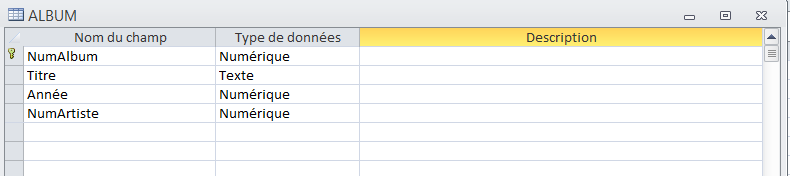 ALBUM
Nom du champ Type de données Description
NumAlbum Numérique
Titre Texte
Année Numérique
NumArtiste Numérique